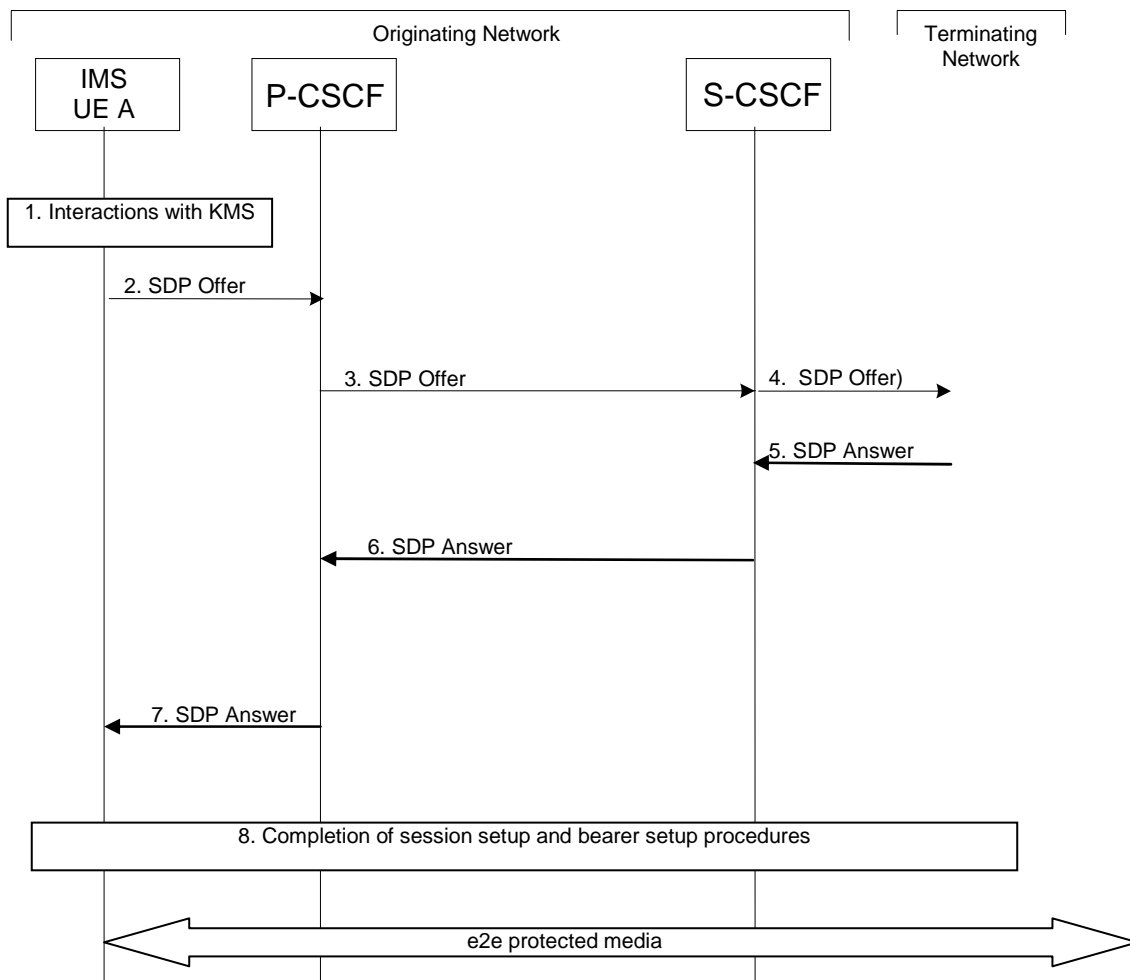 Originating Network
Terminating
Network
IMS
UE A
P-CSCF
S-CSCF
1. Interactions with KMS
2. SDP Offer
3. SDP Offer
4.  SDP Offer)
5. SDP Answer
6. SDP Answer
7. SDP Answer
8. Completion of session setup and bearer setup procedures
e2e protected media